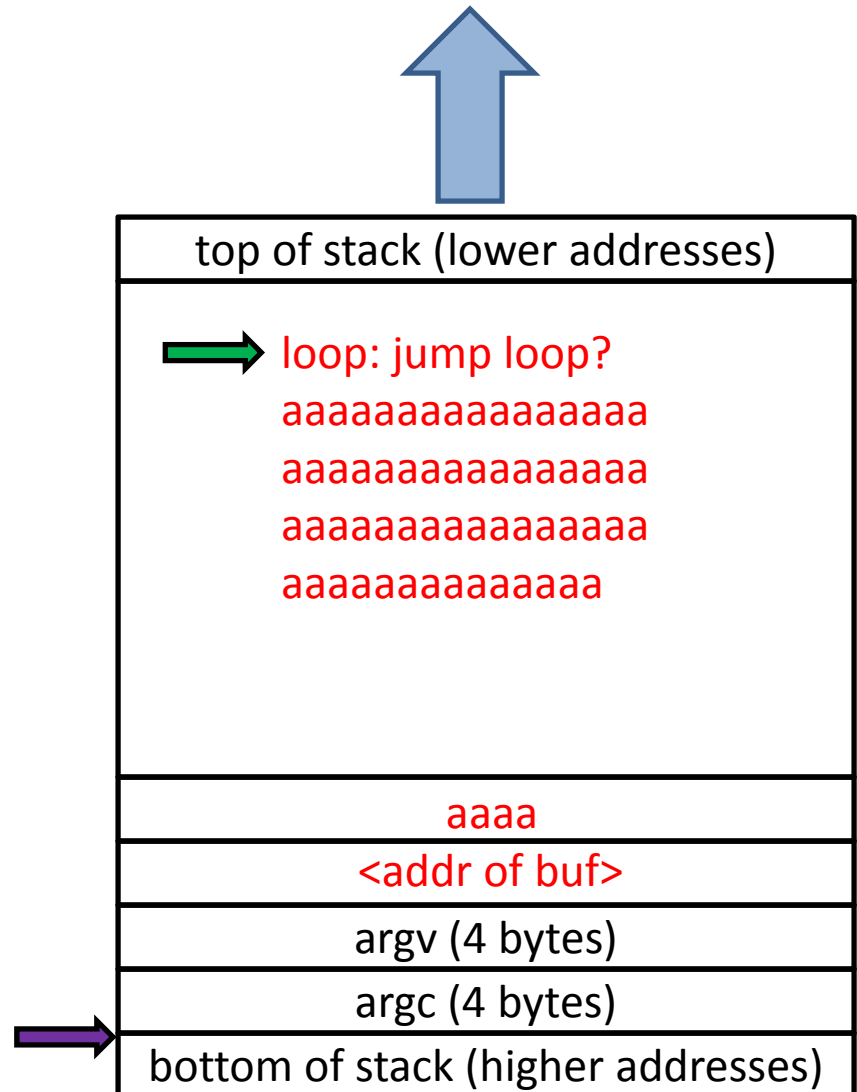 top of stack (lower addresses)
loop: jump loop?
aaaaaaaaaaaaaaaa
aaaaaaaaaaaaaaaa
aaaaaaaaaaaaaaaa
aaaaaaaaaaaaaa
aaaa
<addr of buf>
argv (4 bytes)
argc (4 bytes)
bottom of stack (higher addresses)